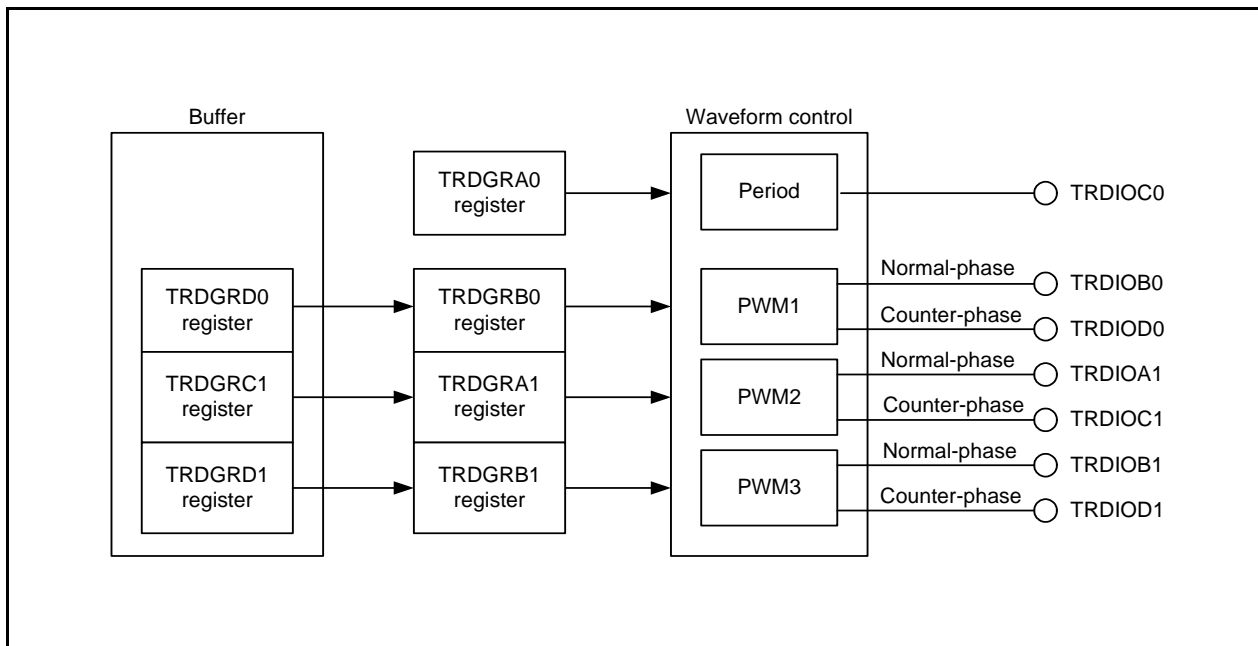 Buffer
Waveform control
TRDGRA0
register
Period
TRDIOC0
TRDGRD0
register
TRDGRB0
register
PWM1
Normal-phase
TRDIOB0
Counter-phase
TRDIOD0
TRDGRC1
register
TRDGRA1
register
PWM2
Normal-phase
TRDIOA1
Counter-phase
TRDIOC1
TRDGRD1
register
TRDGRB1
register
PWM3
Normal-phase
TRDIOB1
Counter-phase
TRDIOD1